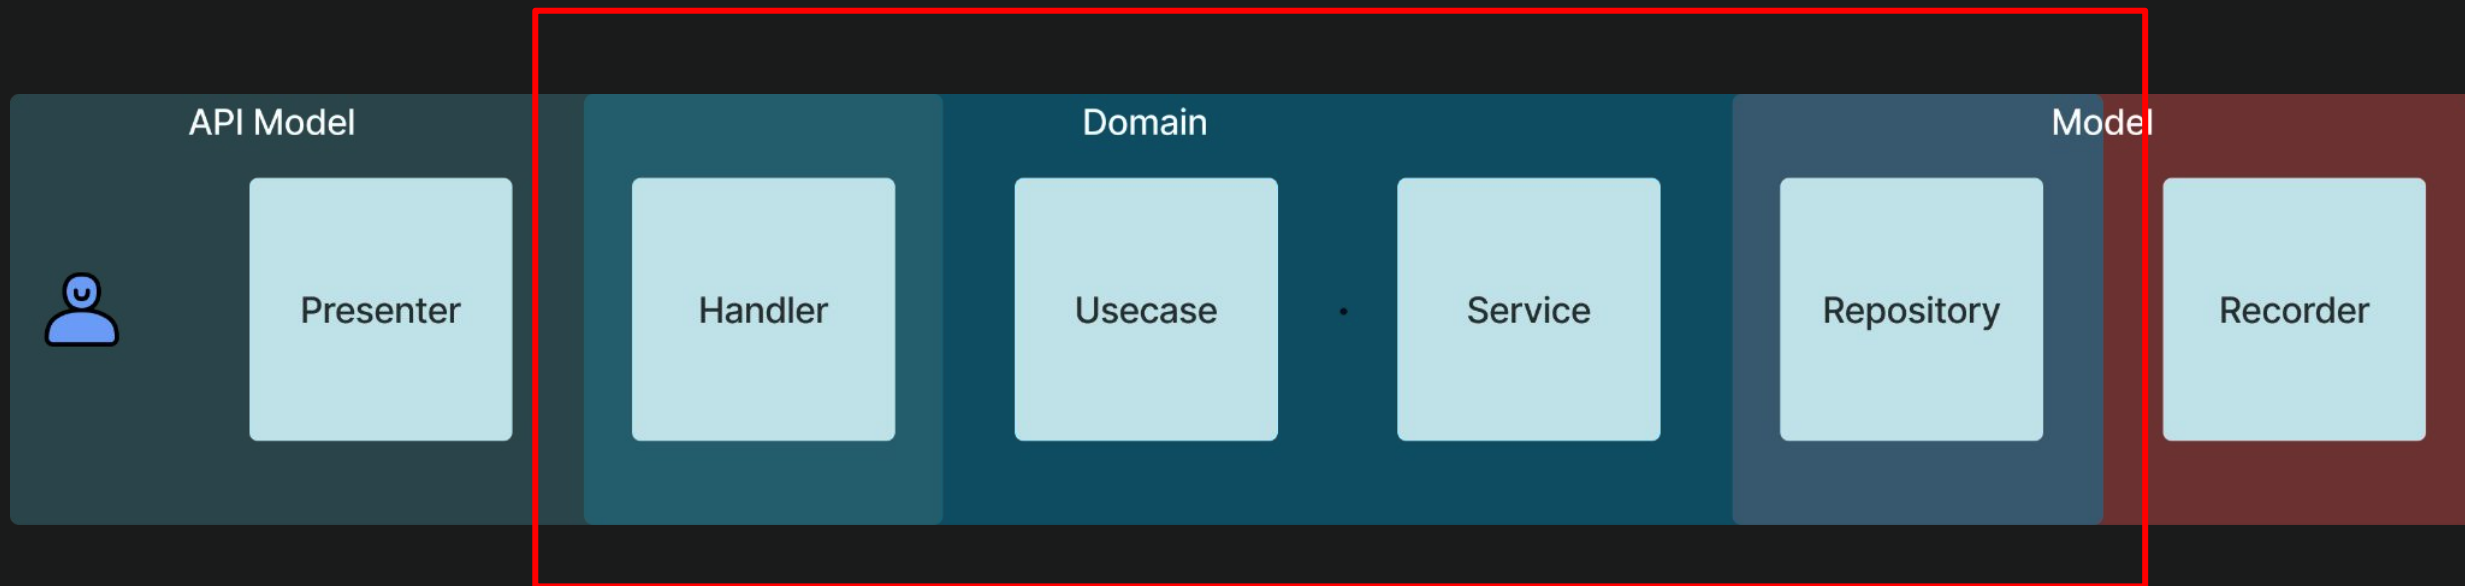 API Model
Domain
Model
Presenter
Handler
Usecase
Service
Repository
Recorder